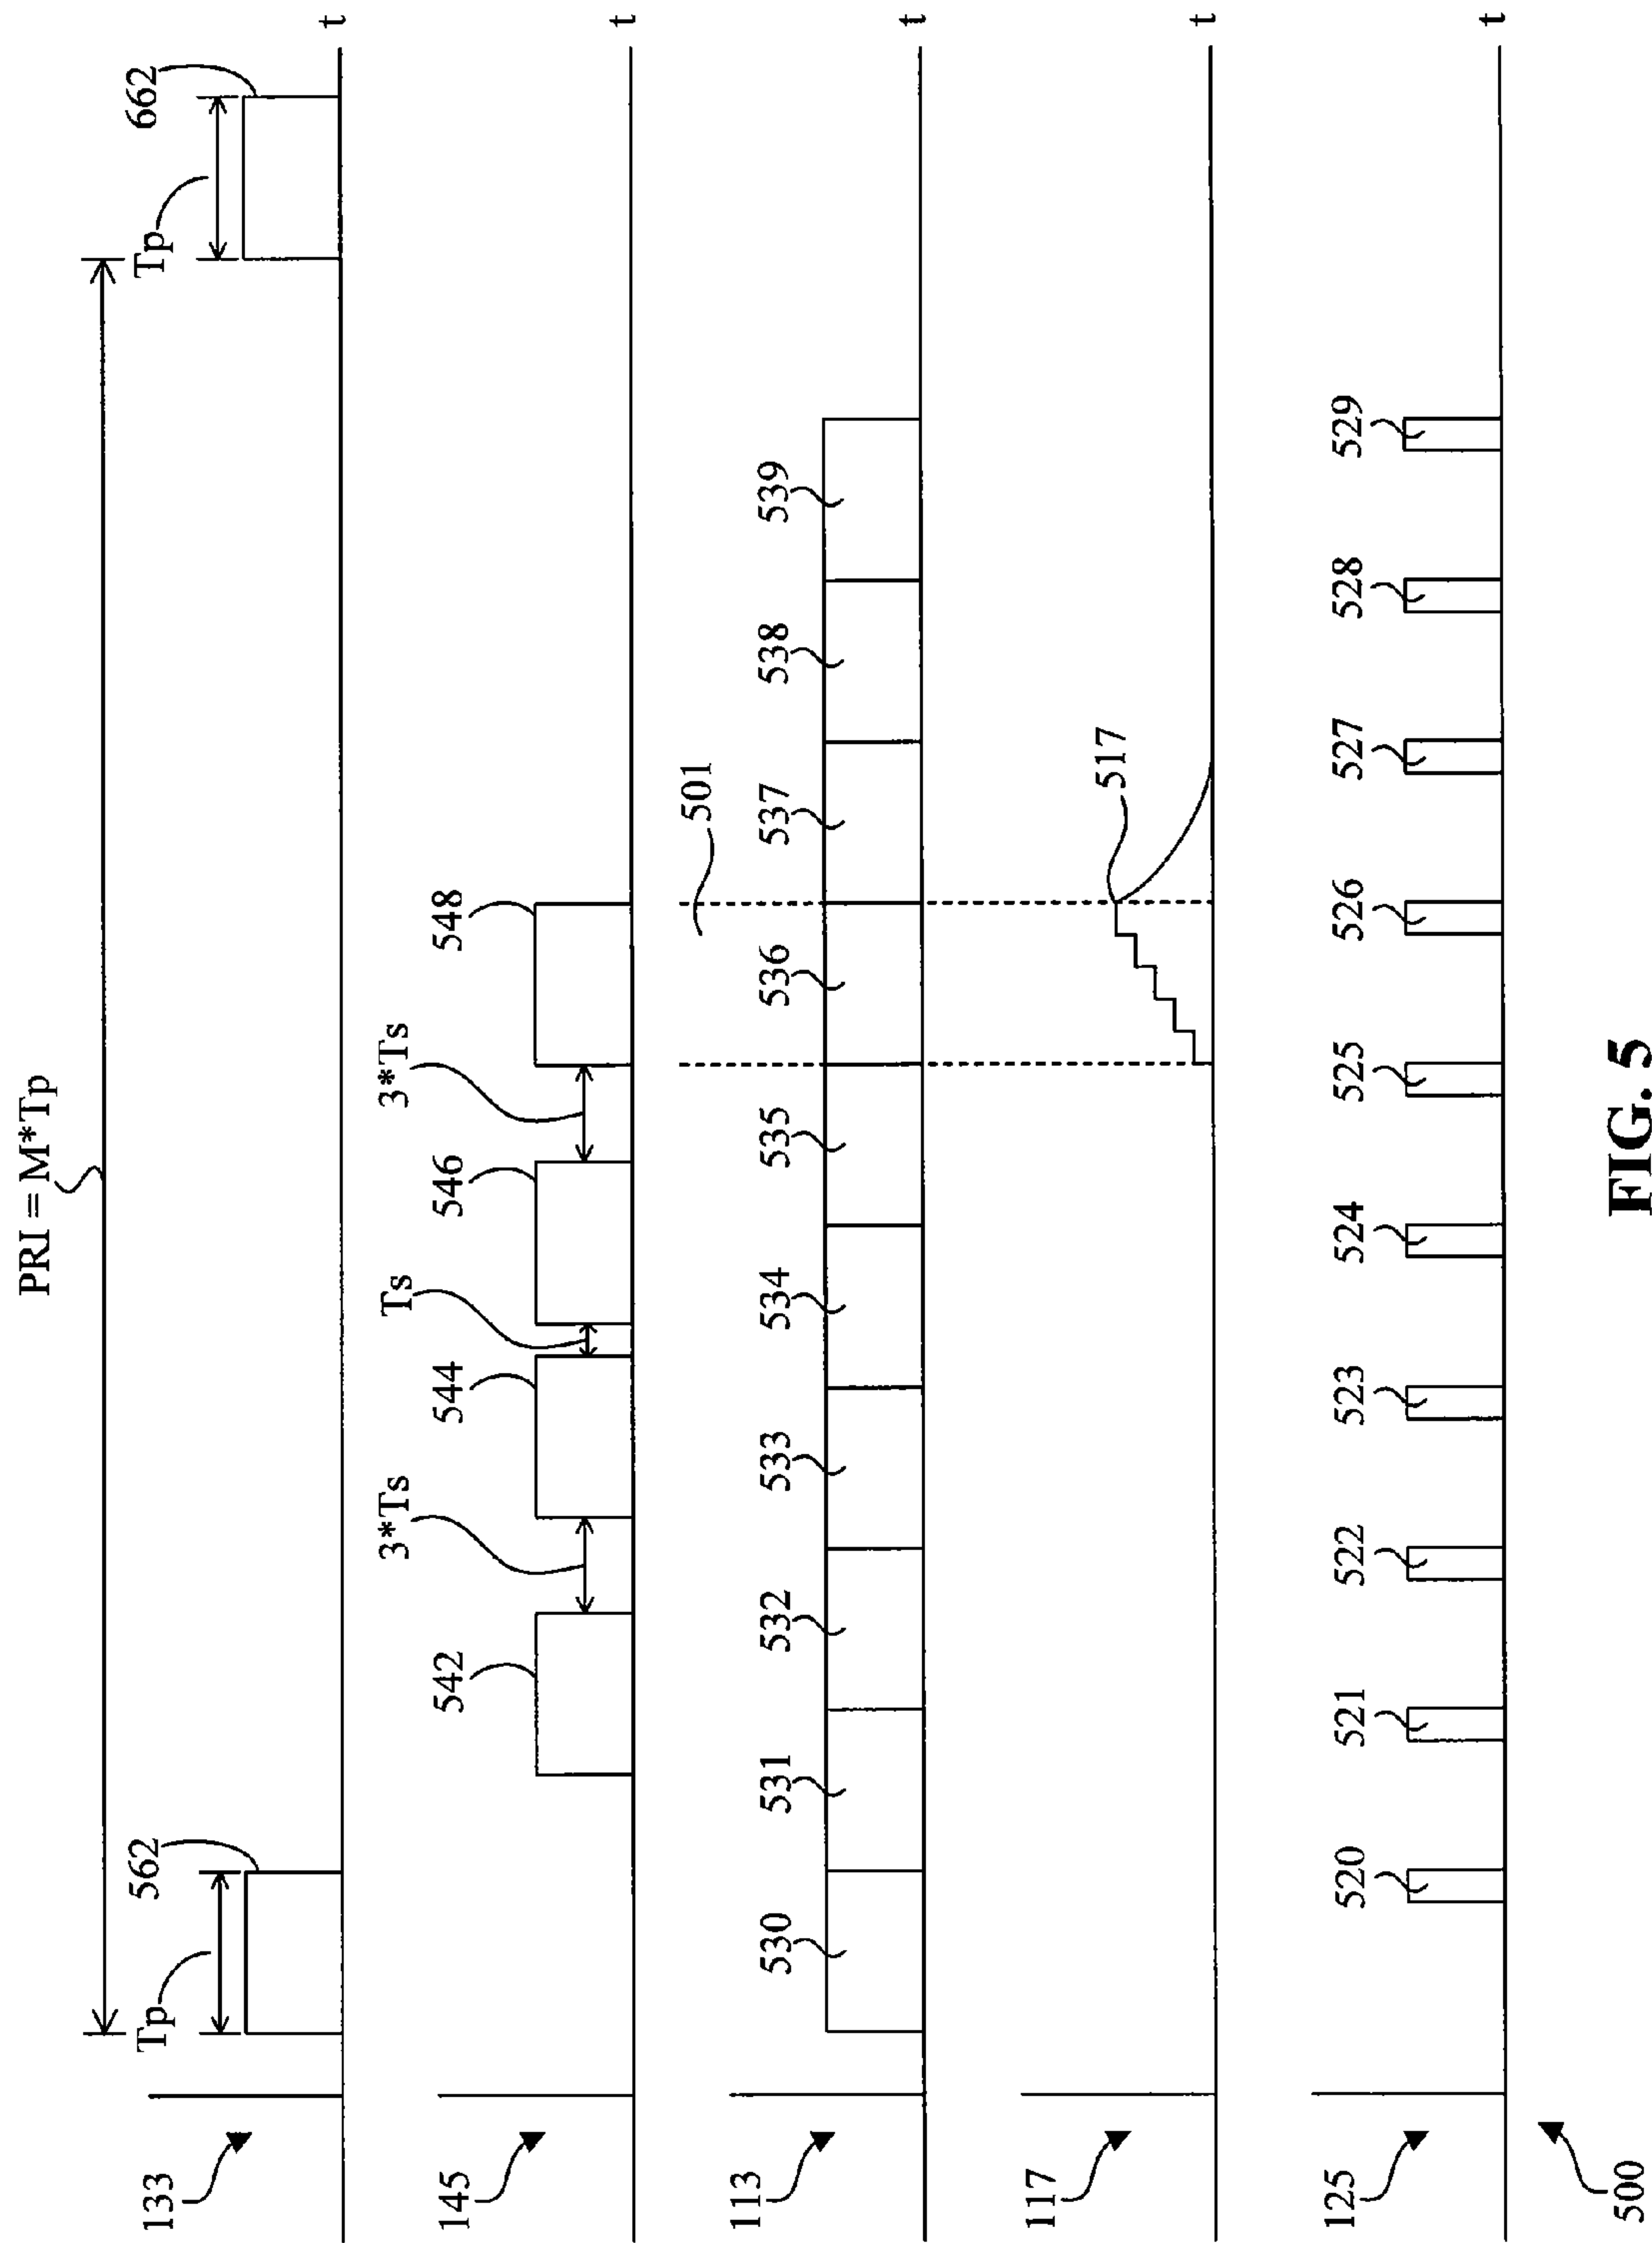 PRI = M*Tp
133
Tp
562
Tp
662
t
145
542
3*Ts
544
Ts
546
3*Ts
548
t
501
113
530
531
532
533
534
535
536
537
538
539
t
117
517
t
125
520
521
522
523
524
525
526
527
528
529
t
500
FIG. 5